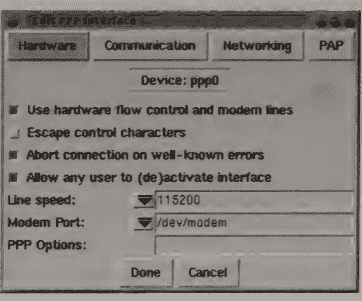 Edit PPP Interface
Hardware Communication Networking PAP
Device: ppp0
Use hardware flow control and modem lines
Escape control characters
Abort connection on well-known errors
Allow any user to (de)activate interface
Line speed: 115200
Modem Port: /dev/modem
PPP Options:
Done Cancel